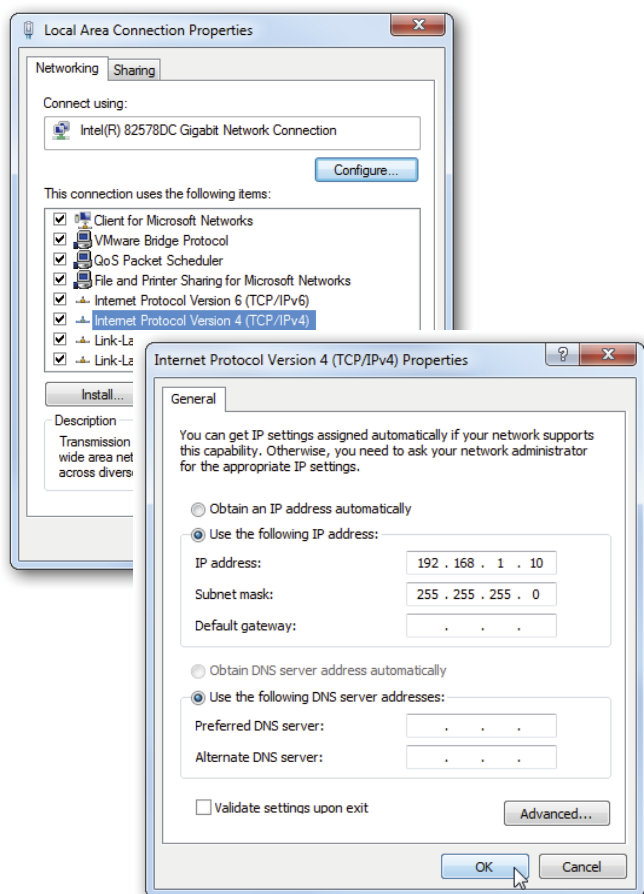 Local Area Connection Properties
Networking
Sharing
Connect using:
Intel(R) 82578DC Gigabit Network Connection
Configure...
This connection uses the following items:
Client for Microsoft Networks
VMware Bridge Protocol
QoS Packet Scheduler
File and Printer Sharing for Microsoft Networks
Internet Protocol Version 6 (TCP/IPv6)
Internet Protocol Version 4 (TCP/IPv4)
Link-La
Link-La
Install...
Description
Transmission
wide area net
across divers
Internet Protocol Version 4 (TCP/IPv4) Properties
?
General
You can get IP settings assigned automatically if your network supports
this capability. Otherwise, you need to ask your network administrator
for the appropriate IP settings.
Obtain an IP address automatically
Use the following IP address:
IP address: 192 . 168 . 1 . 10
Subnet mask: 255 . 255 . 255 . 0
Default gateway: . . .
Obtain DNS server address automatically
Use the following DNS server addresses:
Preferred DNS server: . . .
Alternate DNS server: . . .
Validate settings upon exit
Advanced...
OK
Cancel